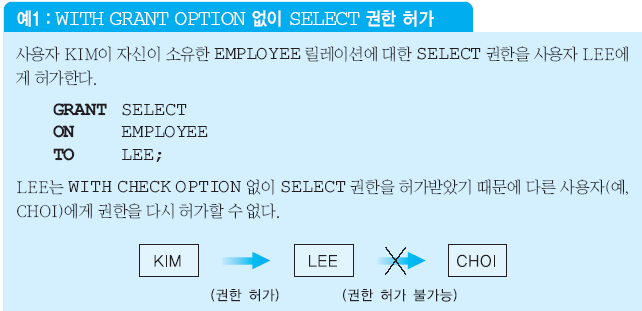 예1 : WITH GRANT OPTION 없이 SELECT 권한 허가
사용자 KIM이 자신이 소유한 EMPLOYEE 릴레이션에 대한 SELECT 권한을 사용자 LEE에
게 허가한다.
GRANT SELECT
ON EMPLOYEE
TO LEE;
LEE는 WITH CHECK OPTION 없이 SELECT 권한을 허가받았기 때문에 다른 사용자(예,
CHOI)에게 권한을 다시 허가할 수 없다.
KIM LEE CHOI
(권한 허가) (권한 허가 불가능)